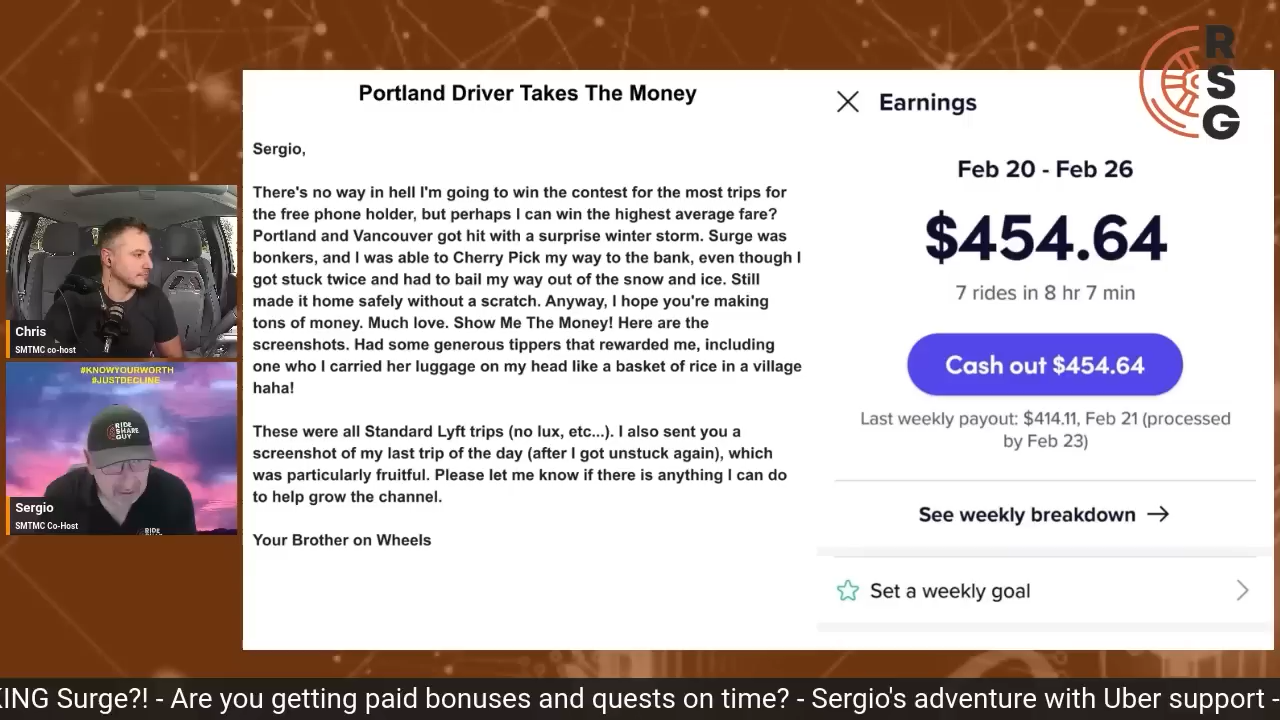 R
S
G
Portland Driver Takes The Money
Sergio,
There's no way in hell I'm going to win the contest for the most trips for
the free phone holder, but perhaps I can win the highest average fare?
Portland and Vancouver got hit with a surprise winter storm. Surge was
bonkers, and I was able to Cherry Pick my way to the bank, even though I
got stuck twice and had to bail my way out of the snow and ice. Still
made it home safely without a scratch. Anyway, I hope you're making
tons of money. Much love. Show Me The Money! Here are the
screenshots. Had some generous tippers that rewarded me, including
one who I carried her luggage on my head like a basket of rice in a village
haha!
These were all Standard Lyft trips (no lux, etc...). I also sent you a
screenshot of my last trip of the day (after I got unstuck again), which
was particularly fruitful. Please let me know if there is anything I can do
to help grow the channel.
Your Brother on Wheels
Earnings
Feb 20 - Feb 26
$454.64
7 rides in 8 hr 7 min
Cash out $454.64
Last weekly payout: $414.11, Feb 21 (processed
by Feb 23)
See weekly breakdown →
Set a weekly goal
Chris
SMTMC co-host
#KNOWYOURWORTH
#JUSTDECLINE
RIDE
SHARE
GUY
Sergio
SMTMC Co-Host
RIDE
KING Surge?! - Are you getting paid bonuses and quests on time? - Sergio's adventure with Uber support -